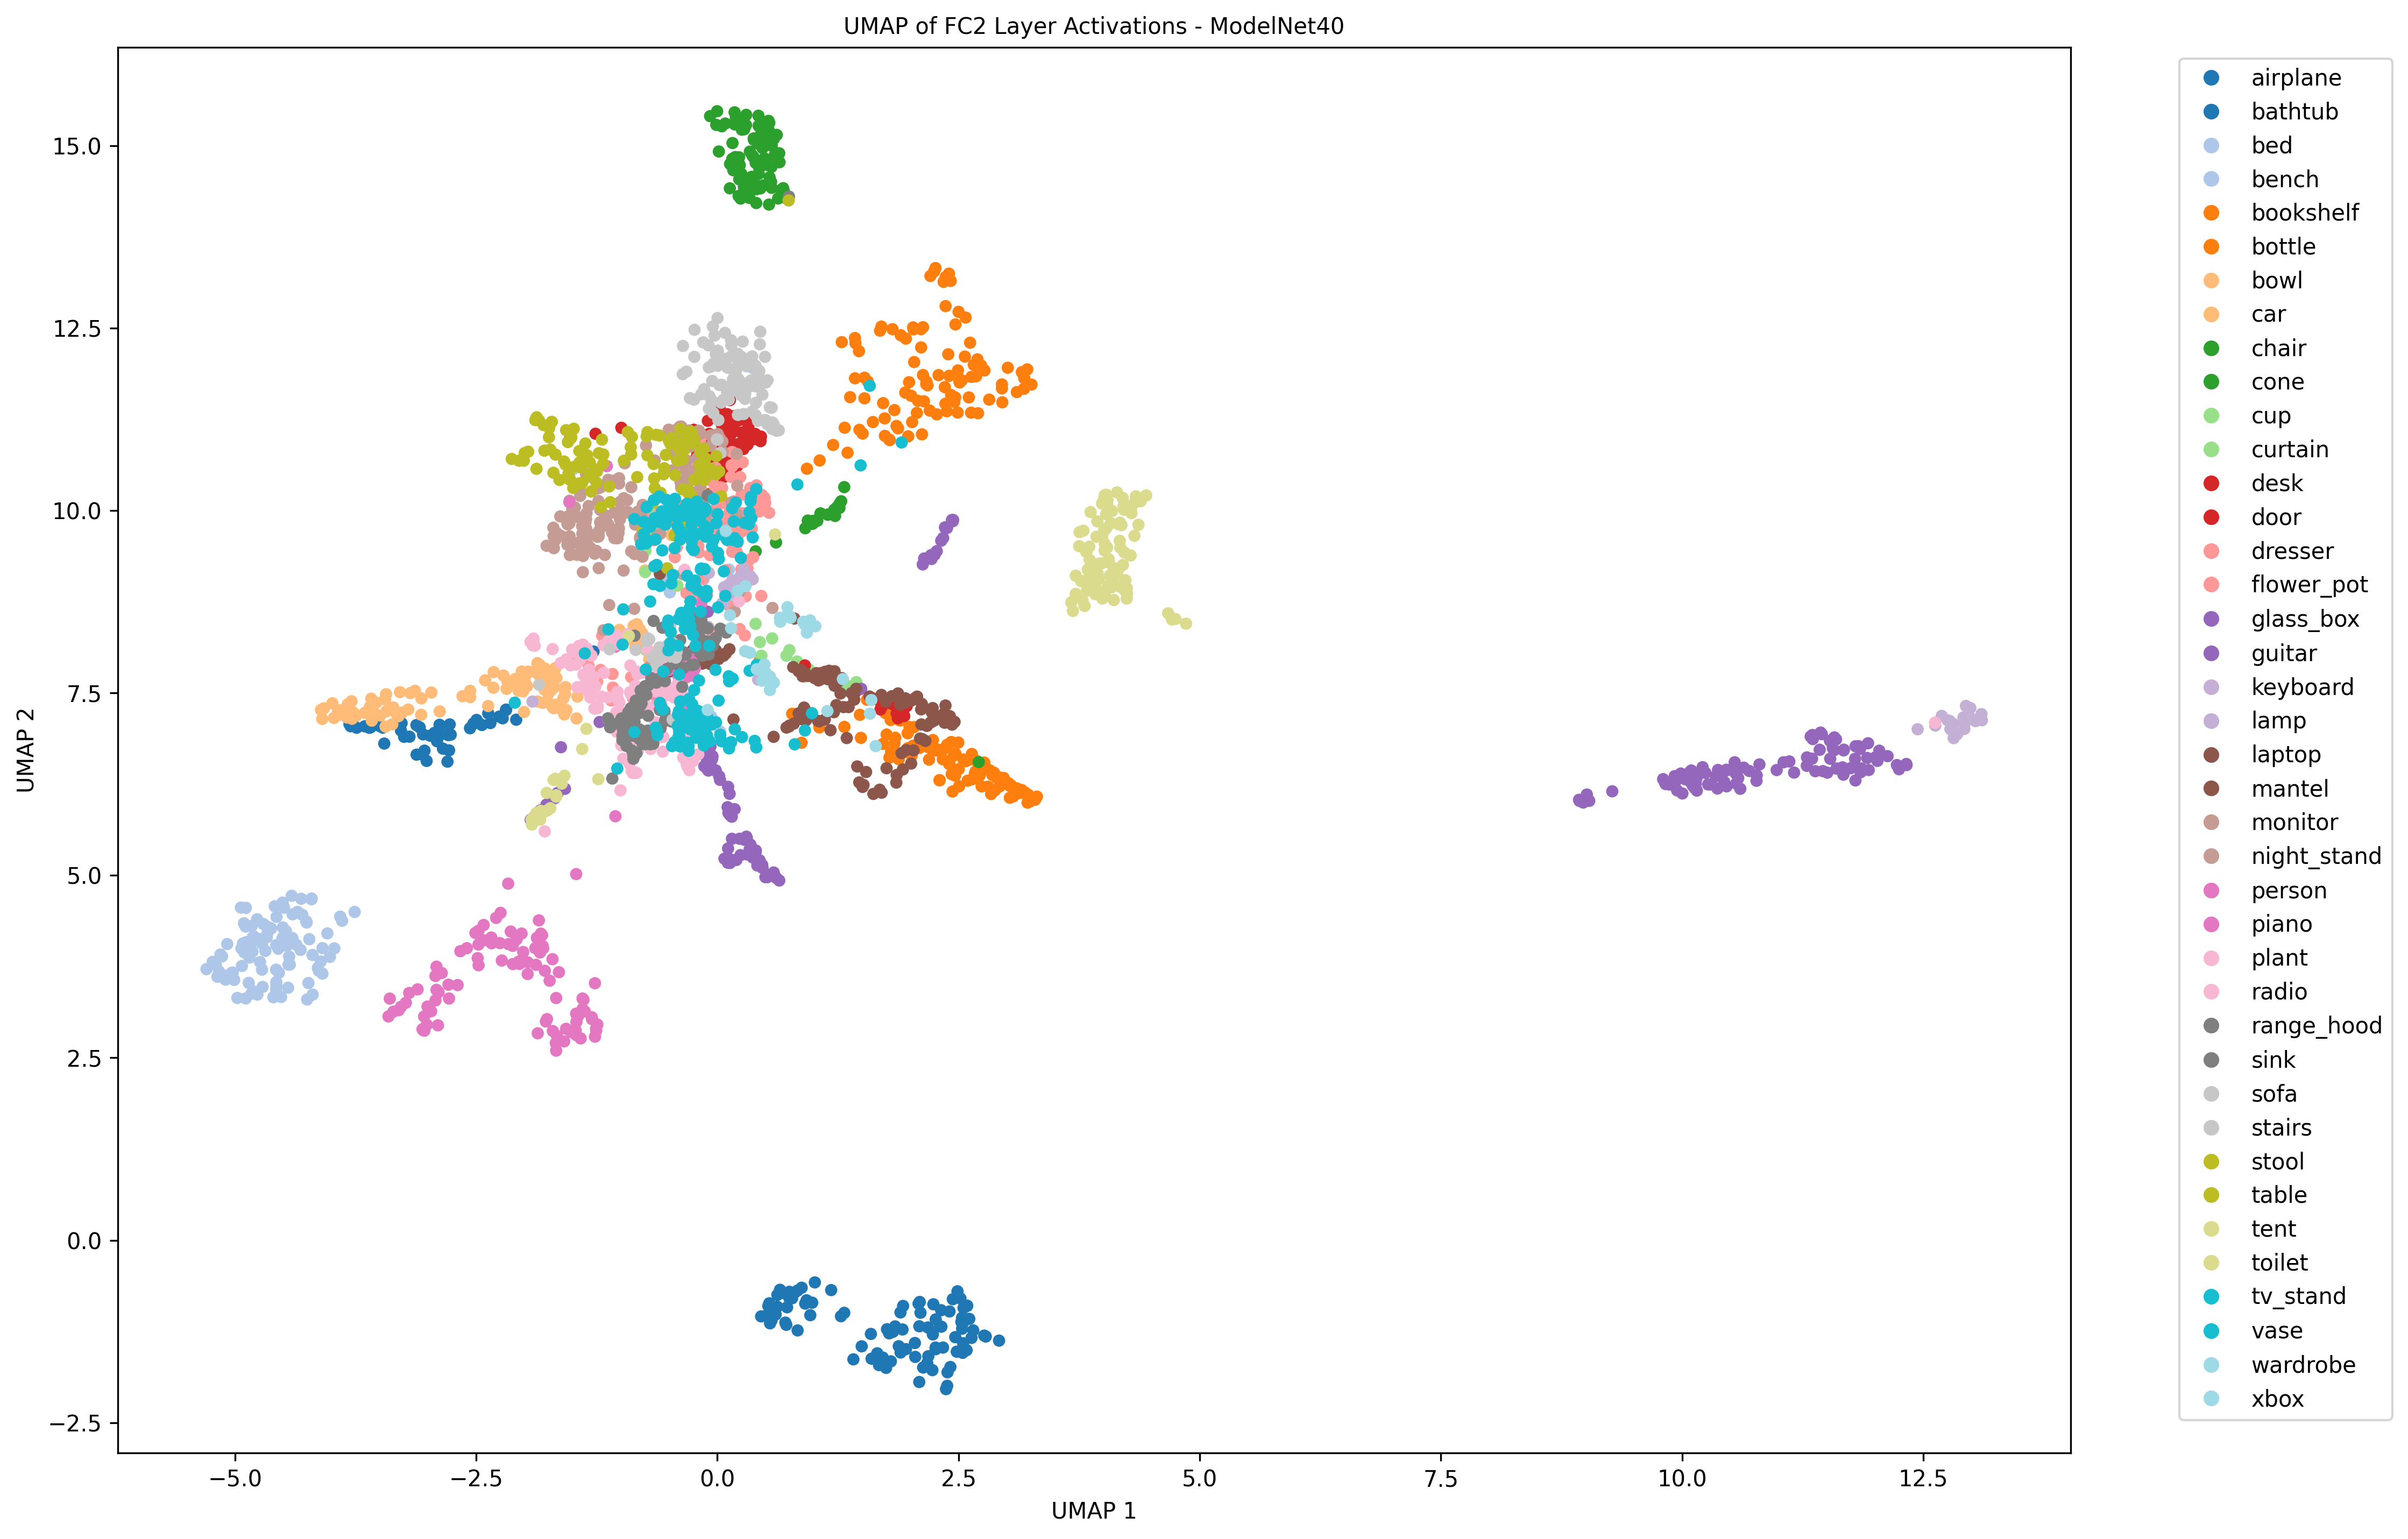 UMAP of FC2 Layer Activations - ModelNet40
15.0
12.5
10.0
7.5
5.0
2.5
0.0
−2.5
UMAP 2
−5.0
−2.5
0.0
2.5
5.0
7.5
10.0
12.5
UMAP 1
airplane
bathtub
bed
bench
bookshelf
bottle
bowl
car
chair
cone
cup
curtain
desk
door
dresser
flower_pot
glass_box
guitar
keyboard
lamp
laptop
mantel
monitor
night_stand
person
piano
plant
radio
range_hood
sink
sofa
stairs
stool
table
tent
toilet
tv_stand
vase
wardrobe
xbox